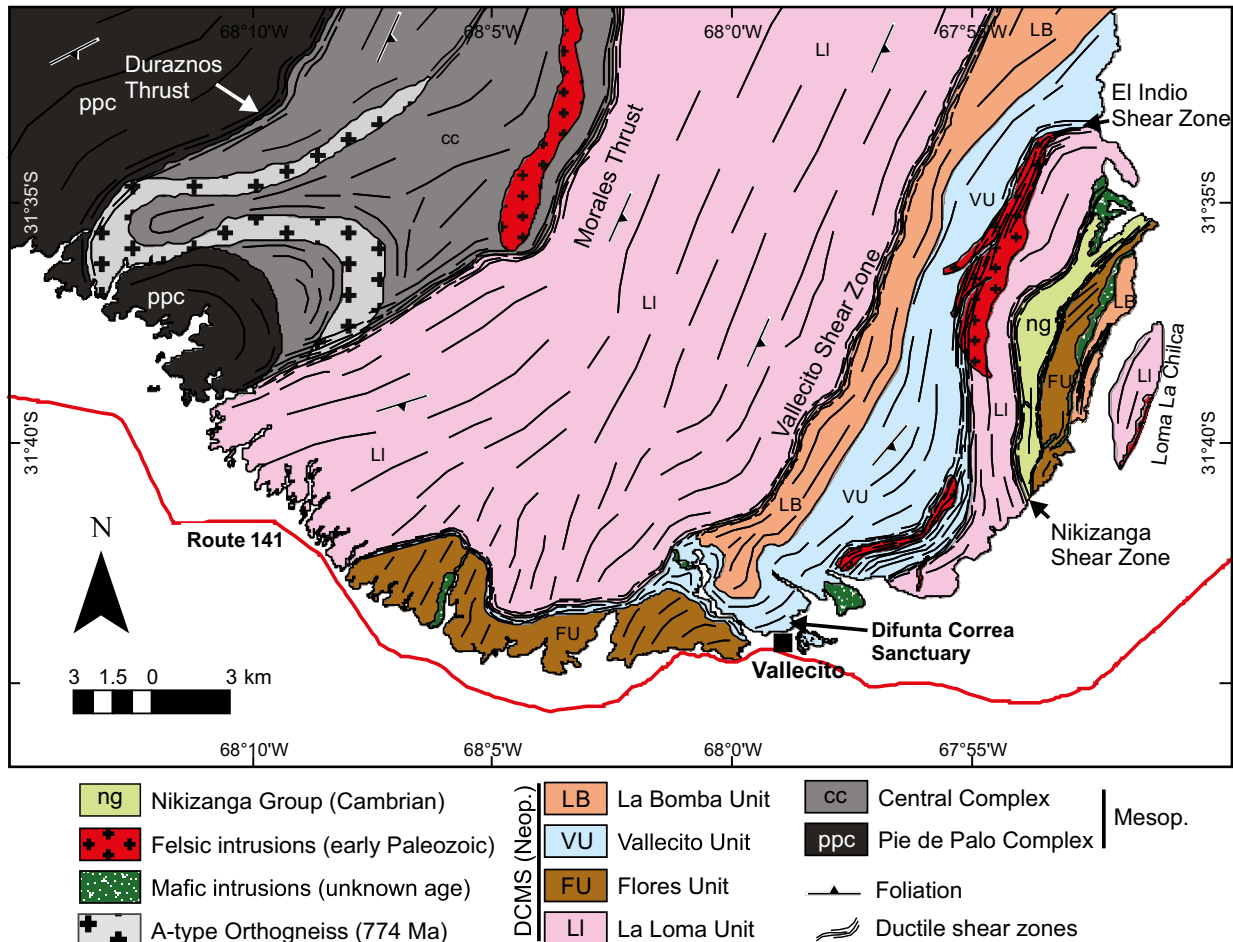 68°10'W
68°5'W
68°0'W
67°55'W
LB
LI
LI
Duraznos
Thrust
ppc
El Indio
Shear Zone
cc
31°35'S
31°35'S
Morales Thrust
VU
Vallecito Shear Zone
ppc
LI
LB
ng
LI
FU
Loma La Chilca
LI
LI
31°40'S
31°40'S
LB
VU
Nikizanga
Shear Zone
N
Route 141
FU
Difunta Correa
Sanctuary
Vallecito
3 1.5 0 3 km
68°10'W
68°5'W
68°0'W
67°55'W
ng Nikizanga Group (Cambrian)
Felsic intrusions (early Paleozoic)
Mafic intrusions (unknown age)
A-type Orthogneiss (774 Ma)
DCMS (Neop.)
LB La Bomba Unit
VU Vallecito Unit
FU Flores Unit
LI La Loma Unit
cc Central Complex
ppc Pie de Palo Complex
Mesop.
Foliation
Ductile shear zones